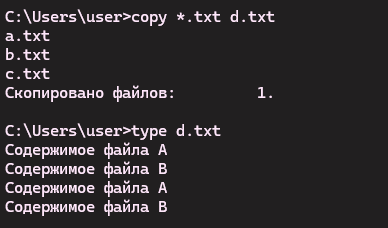 C:\Users\user>copy *.txt d.txt
a.txt
b.txt
c.txt
Скопировано файлов:         1.
C:\Users\user>type d.txt
Содержимое файла A
Содержимое файла B
Содержимое файла A
Содержимое файла B